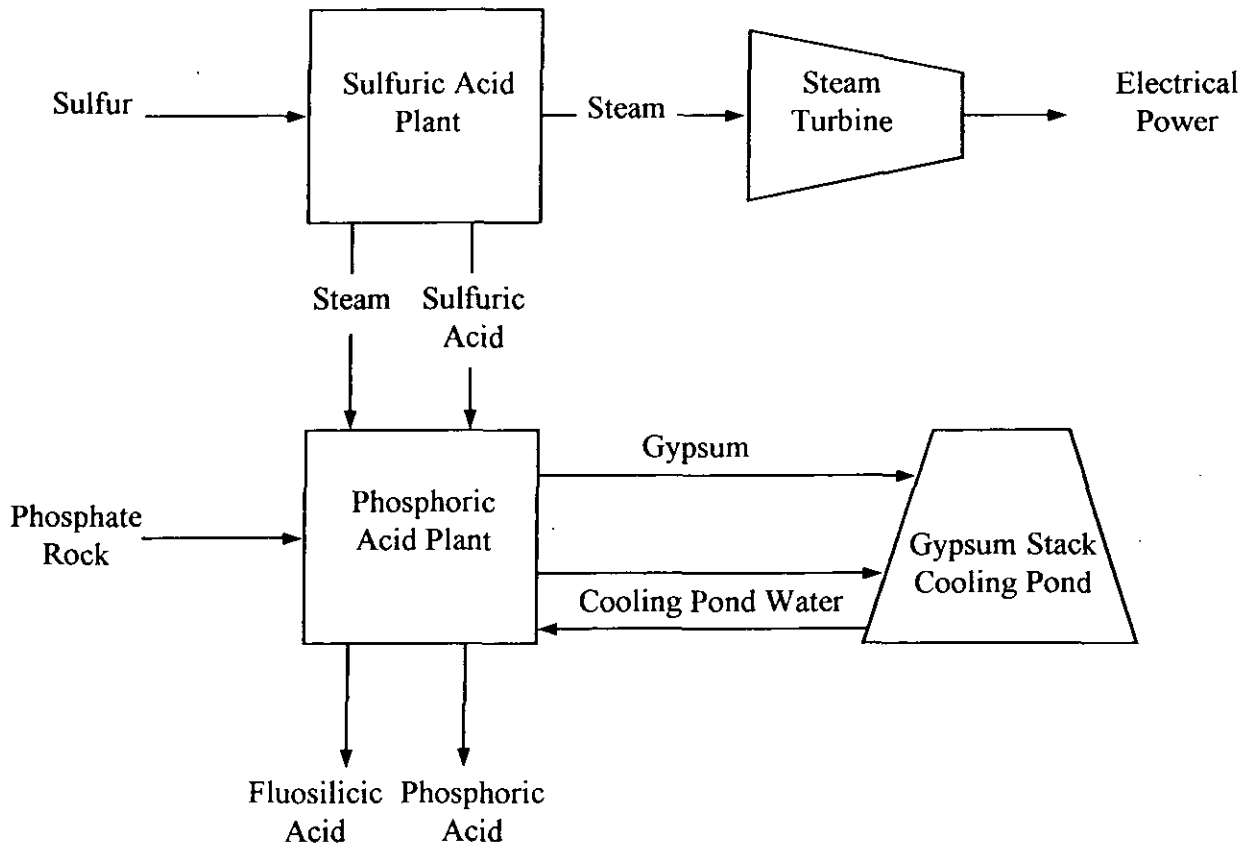 Sulfur
Sulfuric Acid
Plant
Steam
Steam
Turbine
Electrical
Power
Steam
Sulfuric
Acid
Phosphate
Rock
Phosphoric
Acid Plant
Gypsum
Cooling Pond Water
Gypsum Stack
Cooling Pond
Fluosilicic
Acid
Phosphoric
Acid